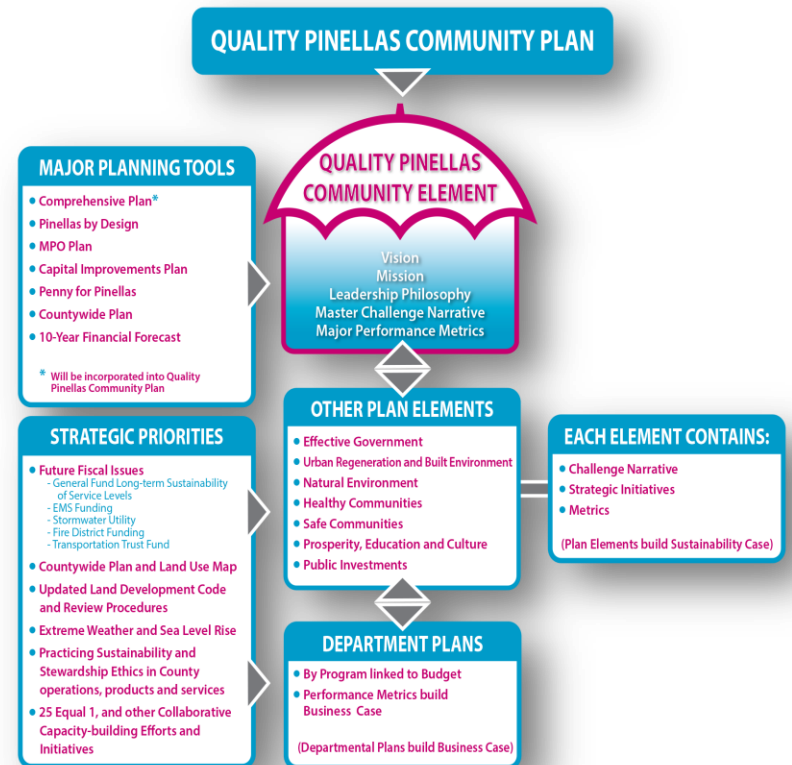 QUALITY PINELLAS COMMUNITY PLAN
QUALITY PINELLAS
COMMUNITY ELEMENT
Vision
Mission
Leadership Philosophy
Master Challenge Narrative
Major Performance Metrics
MAJOR PLANNING TOOLS
• Comprehensive Plan*
• Pinellas by Design
• MPO Plan
• Capital Improvements Plan
• Penny for Pinellas
• Countywide Plan
• 10-Year Financial Forecast
* Will be incorporated into Quality
Pinellas Community Plan
STRATEGIC PRIORITIES
• Future Fiscal Issues
- General Fund Long-term Sustainability
of Service Levels
- EMS Funding
- Stormwater Utility
- Fire District Funding
- Transportation Trust Fund
• Countywide Plan and Land Use Map
• Updated Land Development Code
and Review Procedures
• Extreme Weather and Sea Level Rise
• Practicing Sustainability and
Stewardship Ethics in County
operations, products and services
• 25 Equal 1, and other Collaborative
Capacity-building Efforts and
Initiatives
OTHER PLAN ELEMENTS
• Effective Government
• Urban Regeneration and Built Environment
• Natural Environment
• Healthy Communities
• Safe Communities
• Prosperity, Education and Culture
• Public Investments
EACH ELEMENT CONTAINS:
• Challenge Narrative
• Strategic Initiatives
• Metrics
(Plan Elements build Sustainability Case)
DEPARTMENT PLANS
• By Program linked to Budget
• Performance Metrics build
Business Case
(Departmental Plans build Business Case)